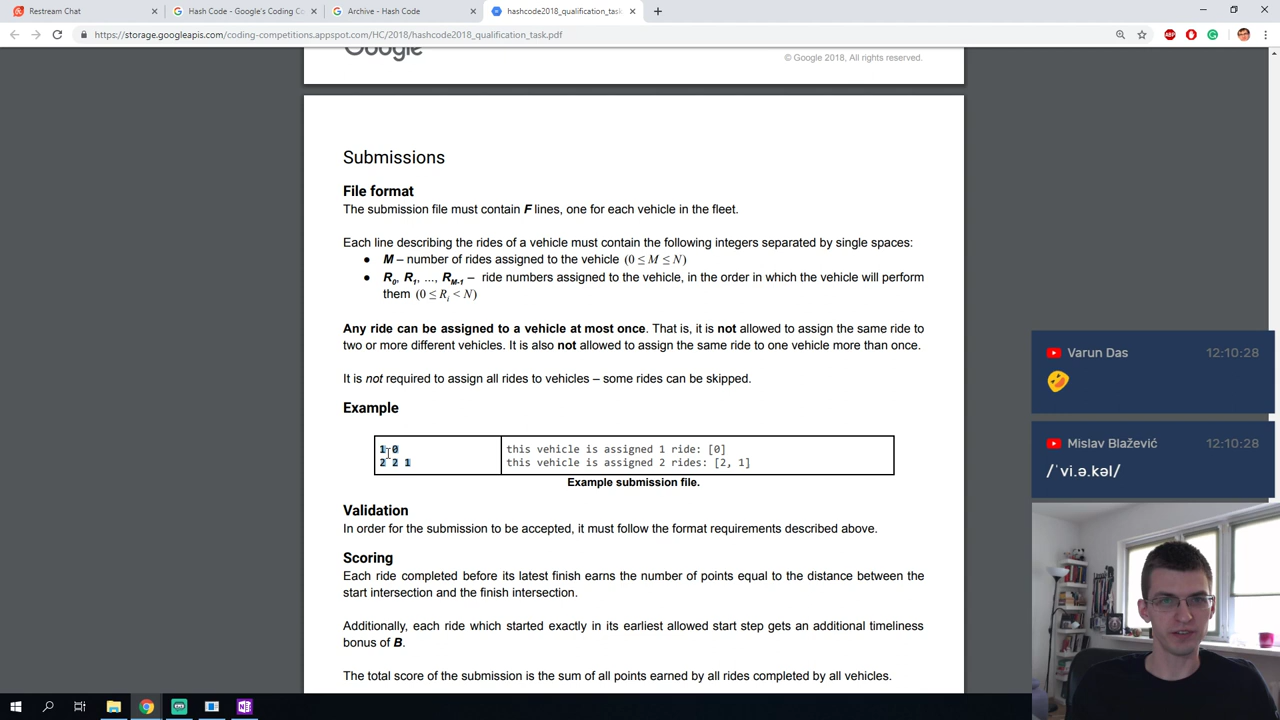 Restream Chat
Hash Code - Google's Coding Co
Archive - Hash Code
hashcode2018_qualification_task
https://storage.googleapis.com/coding-competitions.appspot.com/HC/2018/hashcode2018_qualification_task.pdf
Google
© Google 2018, All rights reserved.
Submissions
File format
The submission file must contain F lines, one for each vehicle in the fleet.
Each line describing the rides of a vehicle must contain the following integers separated by single spaces:
● M – number of rides assigned to the vehicle (0 ≤ M ≤ N)
● R0, R1, ..., RM-1 – ride numbers assigned to the vehicle, in the order in which the vehicle will perform
them (0 ≤ Ri < N)
Any ride can be assigned to a vehicle at most once. That is, it is not allowed to assign the same ride to
two or more different vehicles. It is also not allowed to assign the same ride to one vehicle more than once.
It is not required to assign all rides to vehicles – some rides can be skipped.
Example
1 0
2 2 1
this vehicle is assigned 1 ride: [0]
this vehicle is assigned 2 rides: [2, 1]
Example submission file.
Validation
In order for the submission to be accepted, it must follow the format requirements described above.
Scoring
Each ride completed before its latest finish earns the number of points equal to the distance between the
start intersection and the finish intersection.
Additionally, each ride which started exactly in its earliest allowed start step gets an additional timeliness
bonus of B.
The total score of the submission is the sum of all points earned by all rides completed by all vehicles.
Varun Das 12:10:28
Mislav Blažević 12:10:28
/ˈvi.ə.kəl/